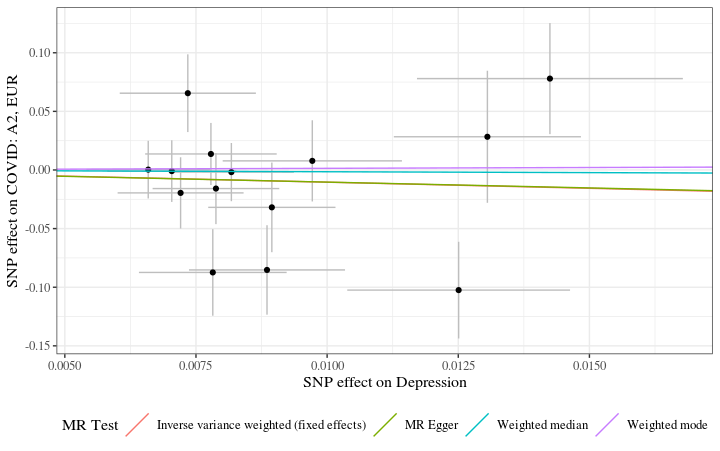 SNP effect on COVID: A2, EUR
0.10
0.05
0.00
-0.05
-0.10
-0.15
0.0050 0.0075 0.0100 0.0125 0.0150
SNP effect on Depression
MR Test Inverse variance weighted (fixed effects) MR Egger Weighted median Weighted mode